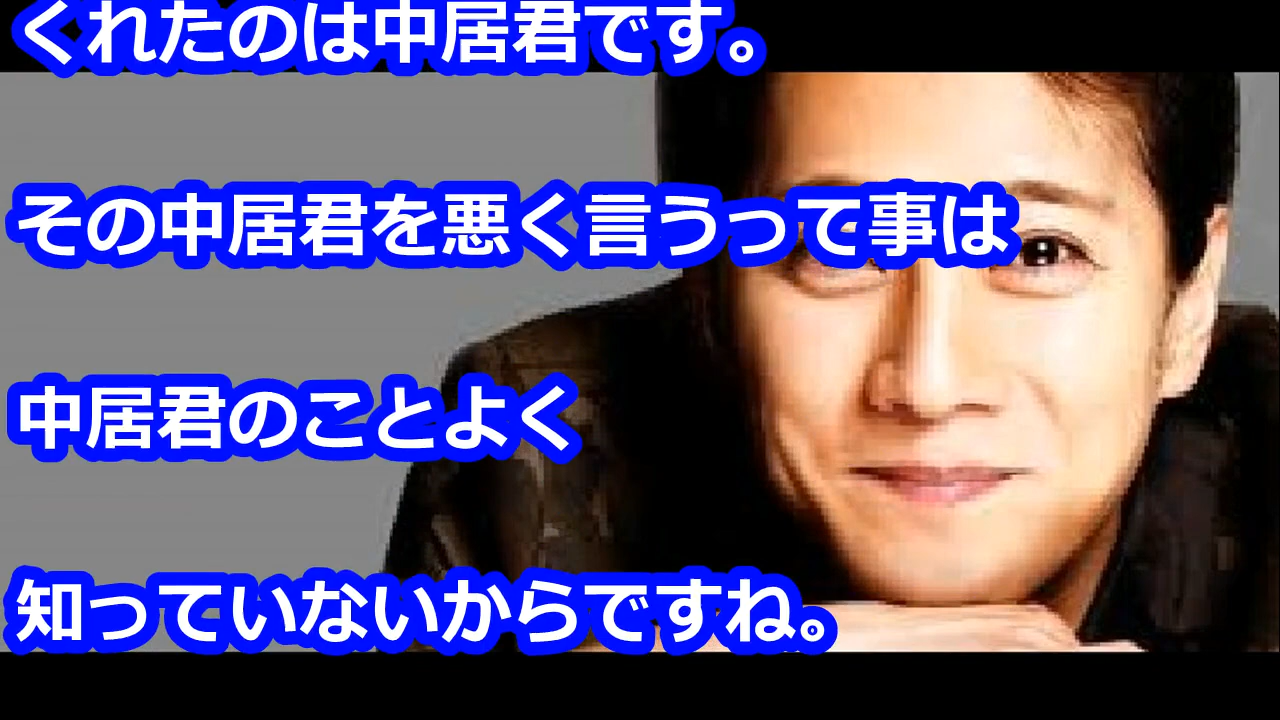 くれたのは中居君です。
その中居君を悪く言うって事は
中居君のことよく
知っていないからですね。